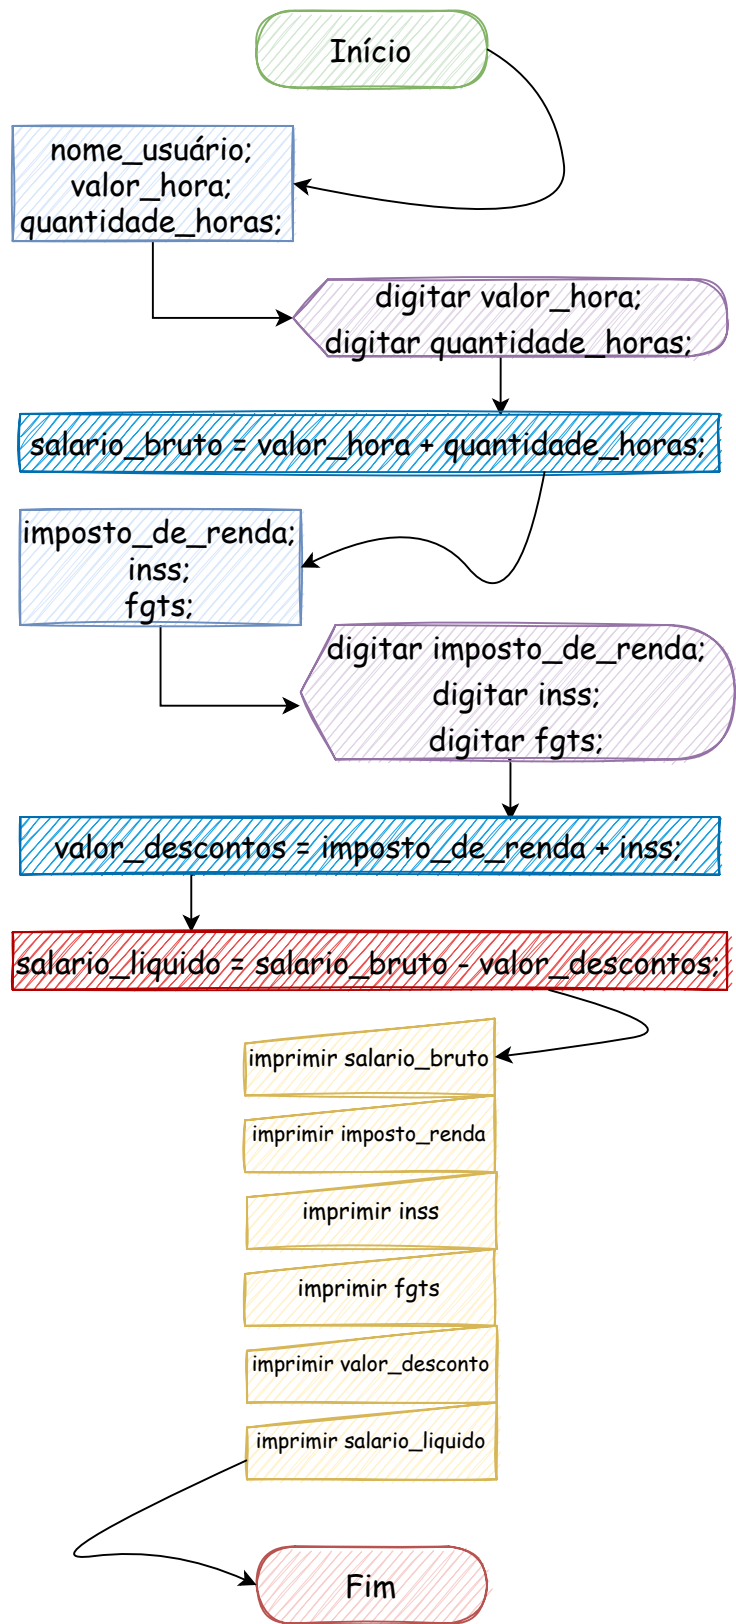 Início
nome_usuário;
valor_hora;
quantidade_horas;
digitar valor_hora;
digitar quantidade_horas;
salario_bruto = valor_hora + quantidade_horas;
imposto_de_renda;
inss;
fgts;
digitar imposto_de_renda;
digitar inss;
digitar fgts;
valor_descontos = imposto_de_renda + inss;
salario_liquido = salario_bruto - valor_descontos;
imprimir salario_bruto
imprimir imposto_renda
imprimir inss
imprimir fgts
imprimir valor_desconto
imprimir salario_liquido
Fim